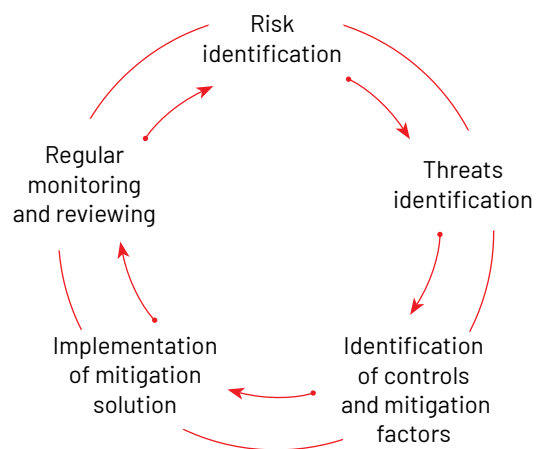 Risk
identification
Threats
identification
Identification
of controls
and mitigation
factors
Implementation
of mitigation
solution
Regular
monitoring
and reviewing